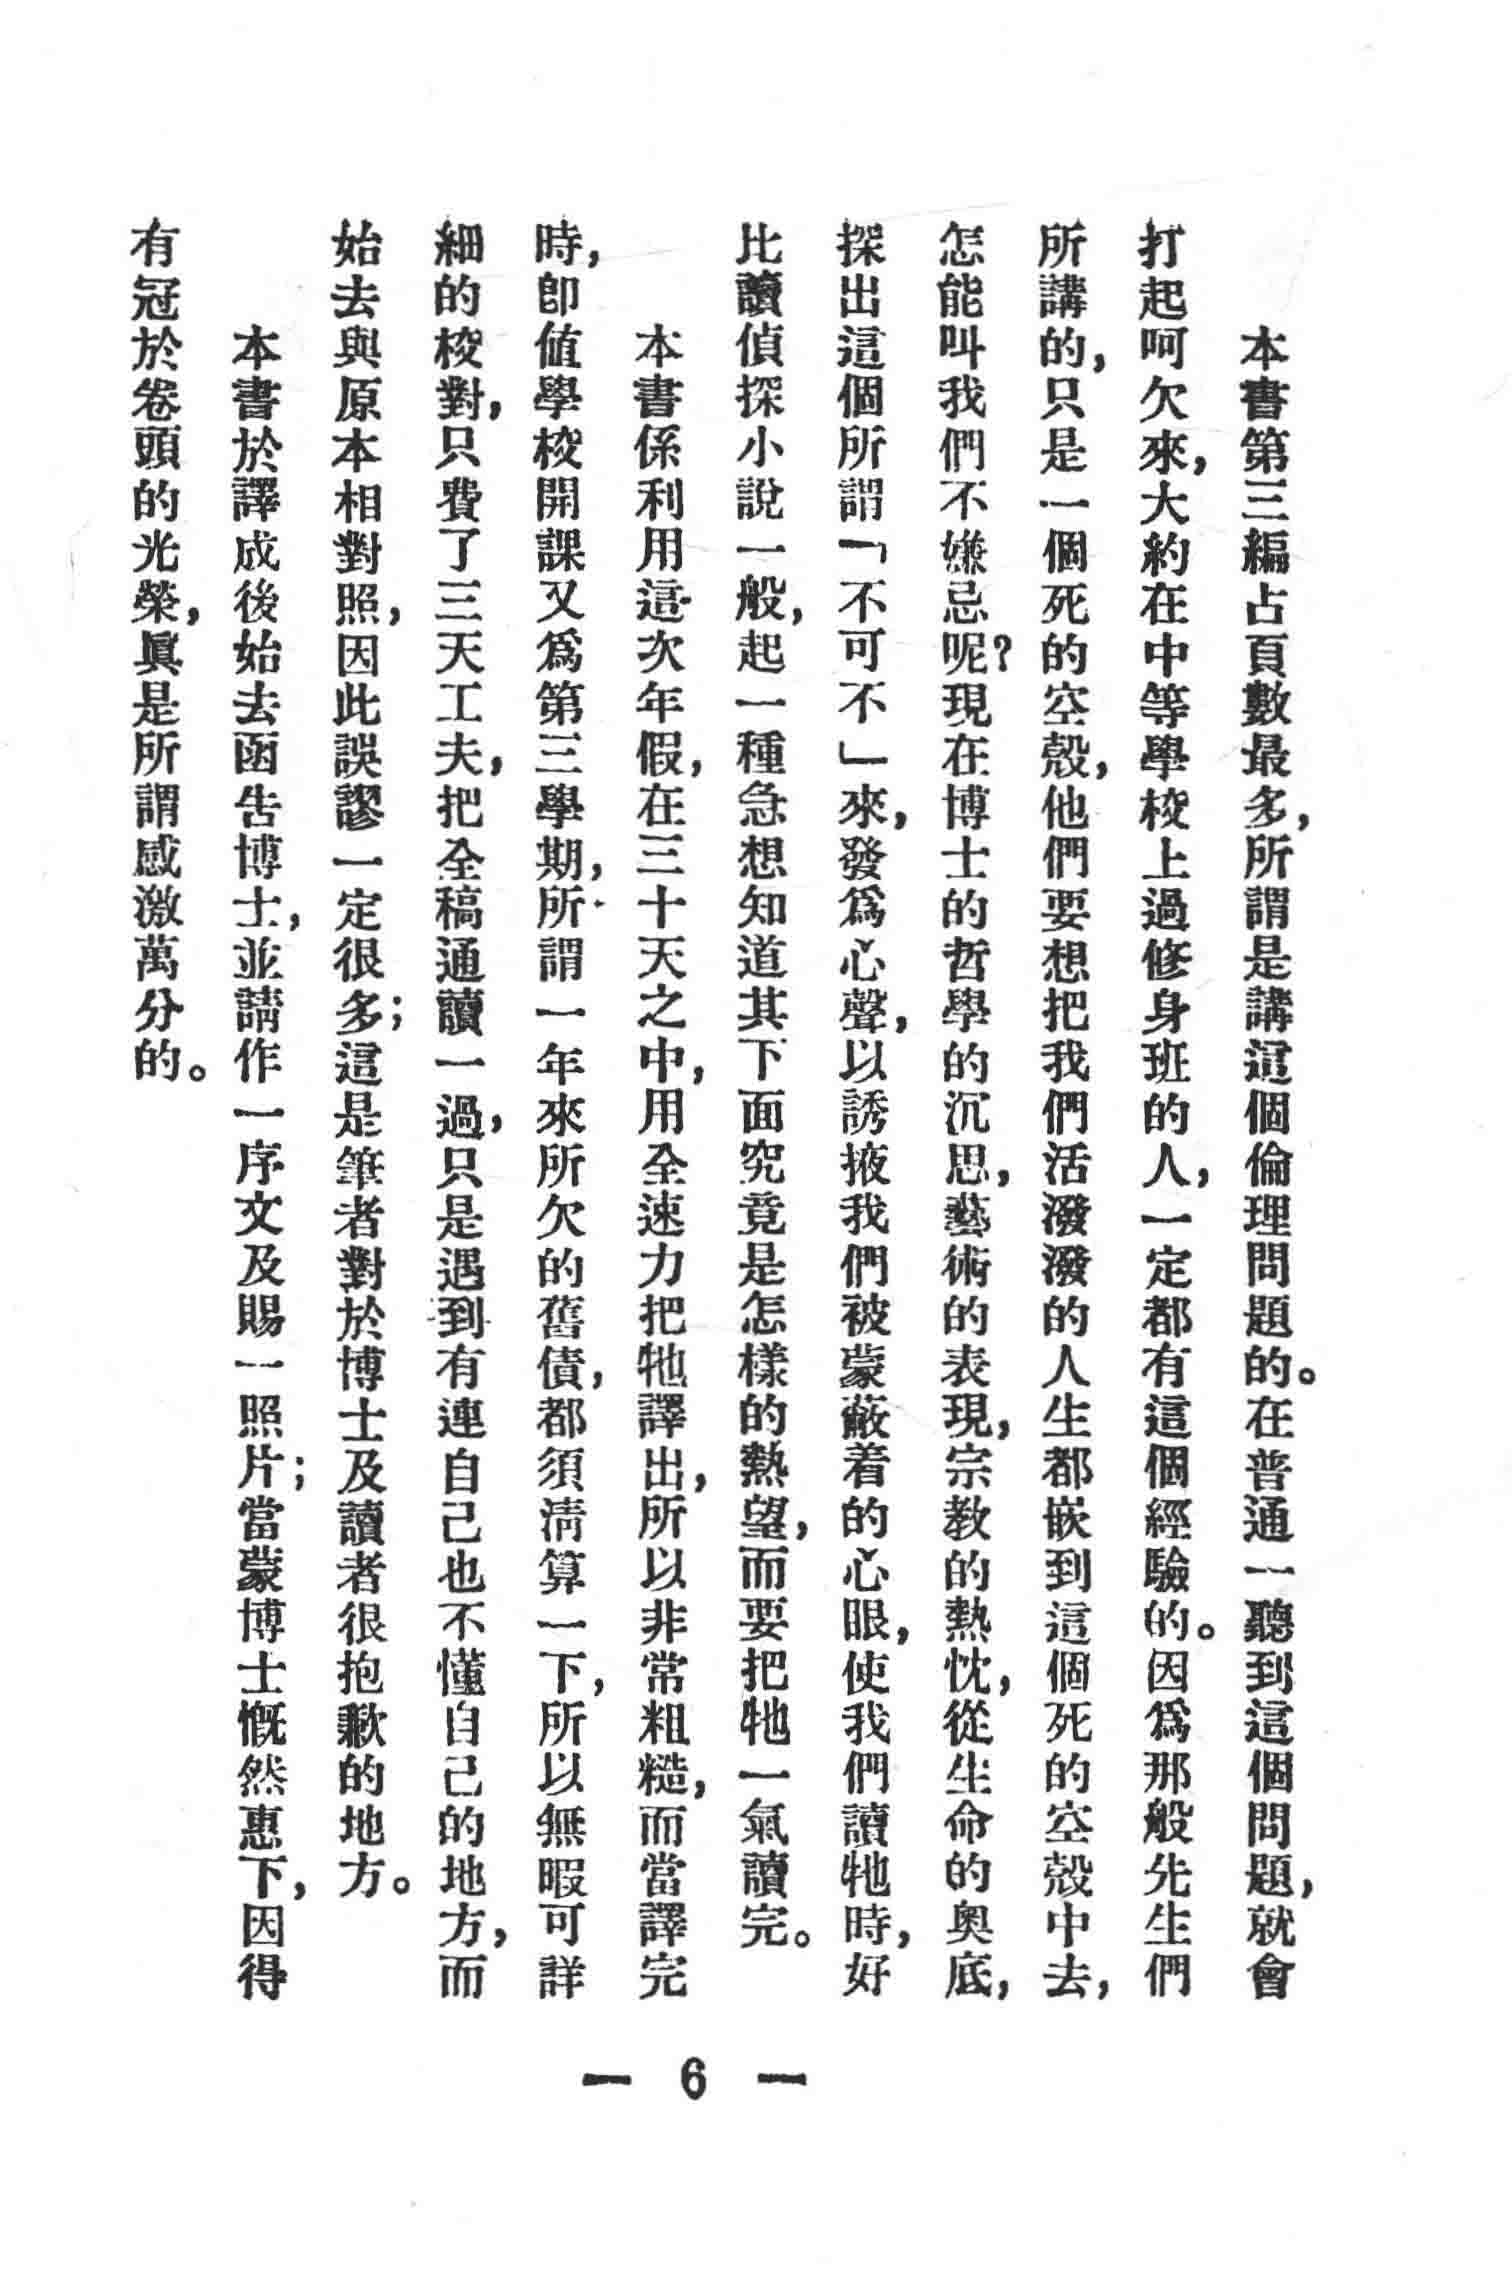 本書第三編占頁數最多，所謂是講這個倫理問題的。在普通一聽到這個問題，就會
打起呵欠來，大約在中等學校上過修身班的人，一定都有這個經驗的。因爲那般先生們
所講的，只是一個死的空殼，他們要想把我們活潑潑的人生都嵌到這個死的空殼中去，
怎能叫我們不嫌忌呢？現在博士的哲學的沉思，藝術的表現，宗教的熱忱，從生命的奥底，
探出這個所謂「不可不」來，發爲心聲，以誘掖我們被蒙蔽着的心眼，使我們讀牠時，好
比讀偵探小說一般，起一種急想知道其下面究竟是怎樣的熱望，而要把牠一氣讀完。
本書係利用這次年假，在三十天之中，用全速力把牠譯出，所以非常粗糙，而當譯完
時，卽值學校開課又爲第三學期，所謂一年來所欠的舊債，都須清算一下，所以無暇可詳
細的校對，只費了三天工夫，把全稿通讀一過，只是遇到有連自己也不懂自己的地方，而
始去與原本相對照，因此誤謬一定很多；這是筆者對於博士及讀者很抱歉的地方。
本書於譯成後始去函告博士，並請作一序文及賜一照片；當蒙博士慨然惠下，因得
有冠於卷頭的光榮，眞是所謂感激萬分的。
— 6 —